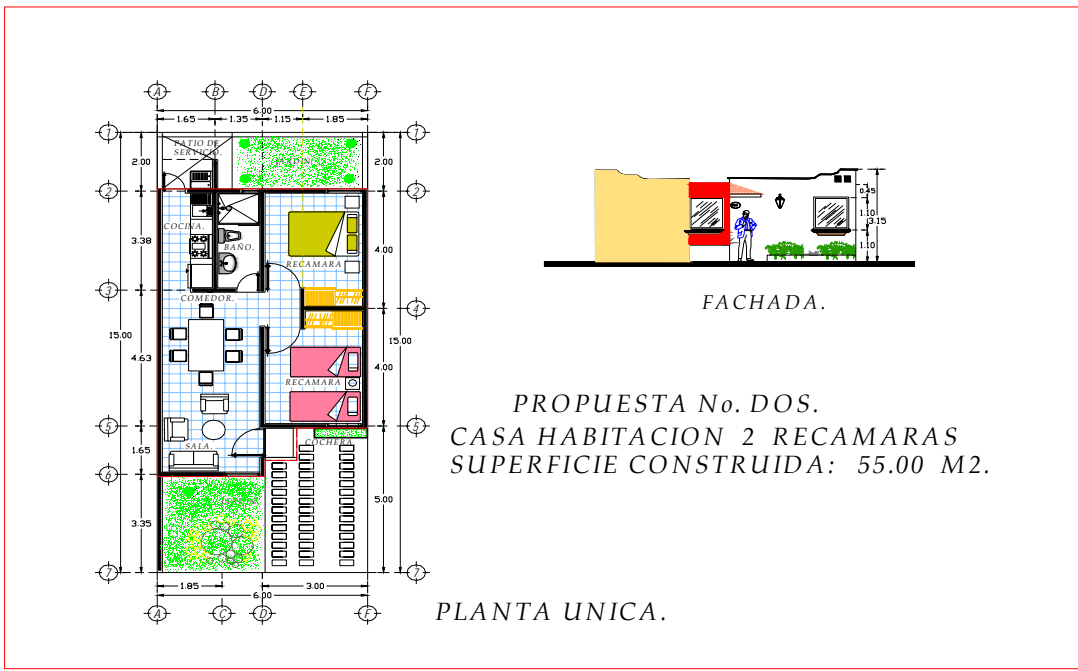 A B D E F
6.00
1.65 1.35 1.15 1.85
1 1
PATIO DE
SERVICIO.
JARDIN
2.00 2.00
2 2
COCINA.
BAÑO.
3.38
4.00
RECAMARA
3
COMEDOR.
4
15.00 15.00
4.63
4.00
RECAMARA
5 5
COCHERA
SALA.
1.65
6
5.00
3.35
7 7
1.85 3.00
6.00
A C D F
0.45
1.10
3.15
1.10
FACHADA.
PROPUESTA No. DOS.
CASA HABITACION 2 RECAMARAS
SUPERFICIE CONSTRUIDA: 55.00 M2.
PLANTA UNICA.